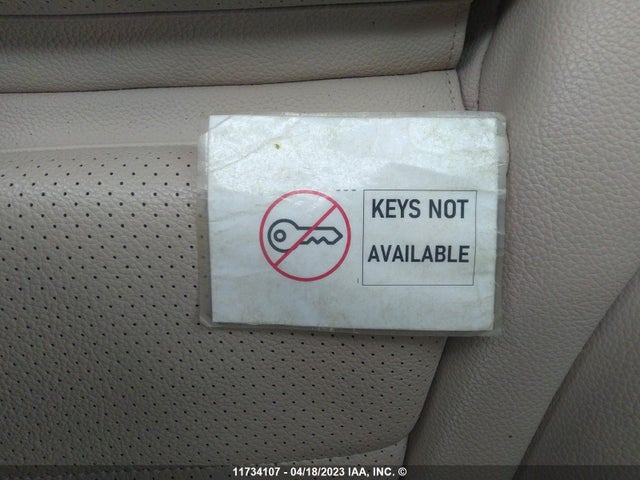 KEYS NOT
AVAILABLE
11734107 - 04/18/2023 IAA, INC. ©